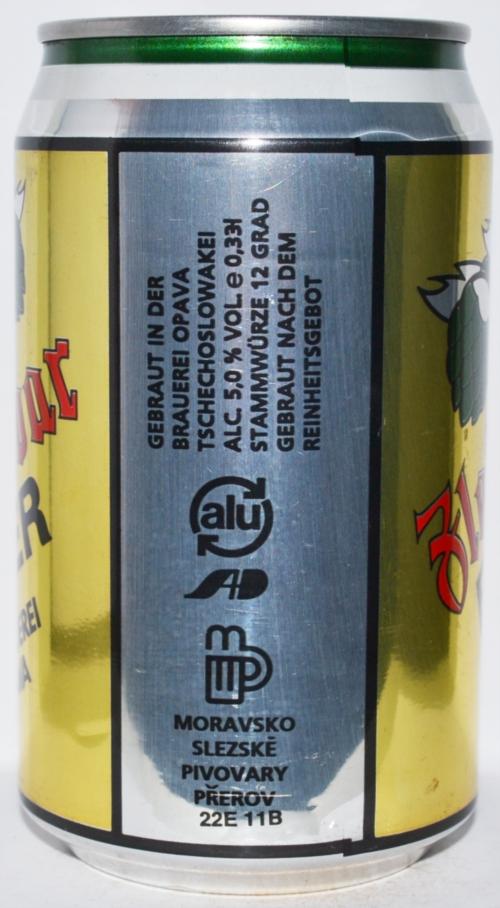 GEBRAUT IN DER
BRAUEREI OPAVA
TSCHECHOSLOWAKEI
ALC. 5,0 % VOL. e 0,33l
STAMMWÜRZE 12 GRAD
GEBRAUT NACH DEM
REINHEITSGEBOT
alu
MORAVSKO
SLEZSKÉ
PIVOVARY
PŘEROV
22E 11B